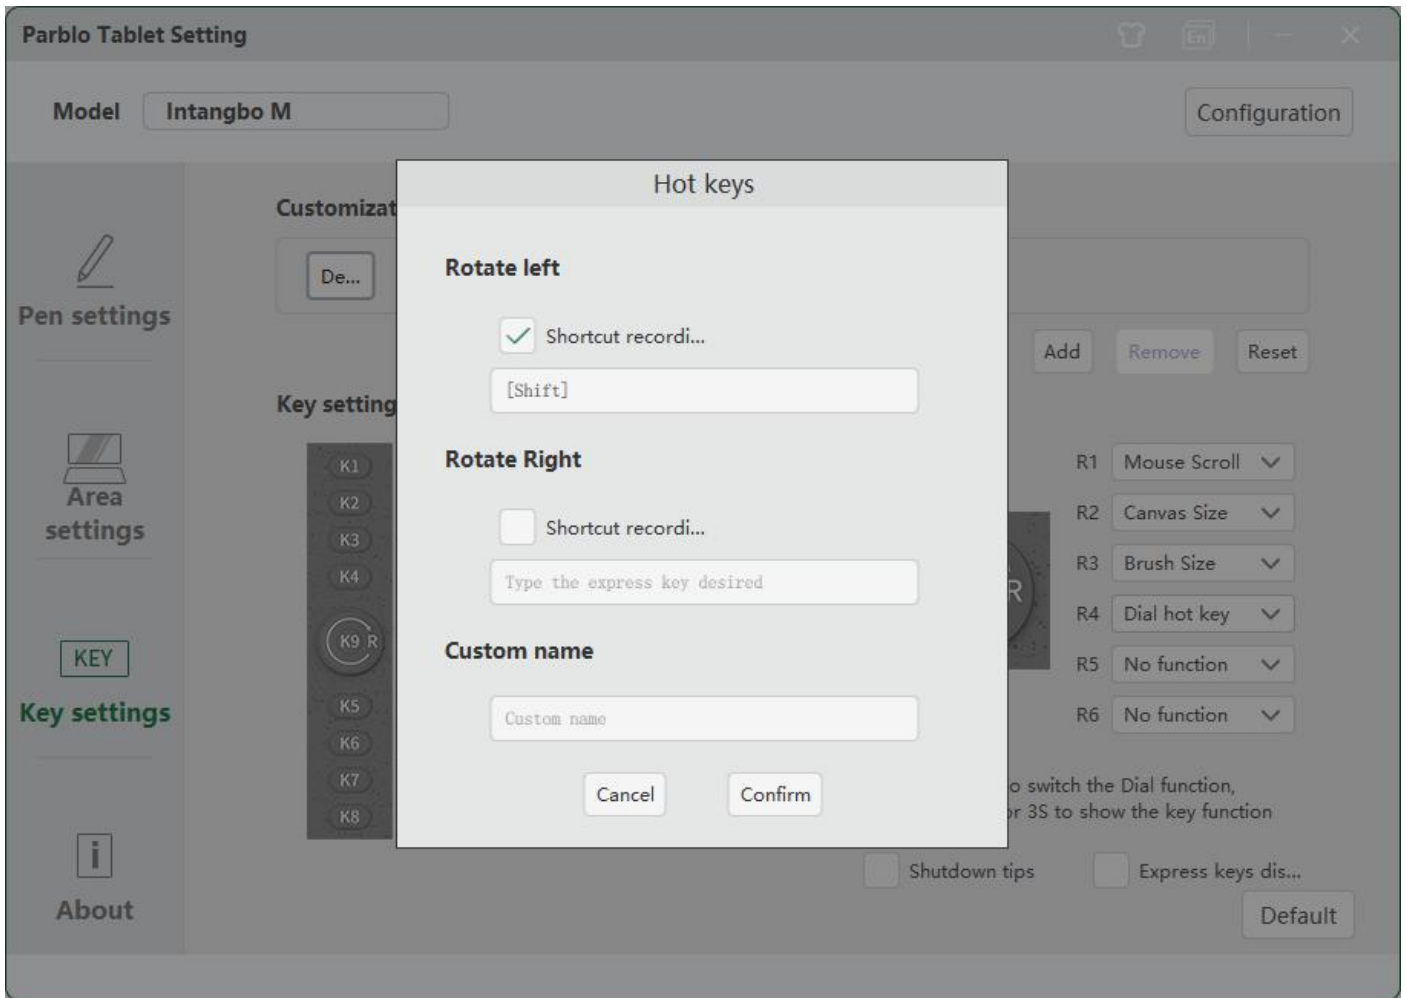 Parblo Tablet Setting
En
Model
Intangbo M
Configuration
Hot keys
Customizat
De...
Rotate left
Pen settings
Shortcut recordi...
Add
Remove
Reset
[Shift]
Key setting
Rotate Right
K1
R1
Mouse Scroll
Area
settings
K2
R2
Canvas Size
Shortcut recordi...
K3
K4
R3
Brush Size
Type the express key desired
R
R4
Dial hot key
KEY
K9 R
Custom name
R5
No function
Key settings
K5
Custom name
R6
No function
K6
K7
K8
Cancel
Confirm
o switch the Dial function,
or 3S to show the key function
i
About
Shutdown tips
Express keys dis...
Default